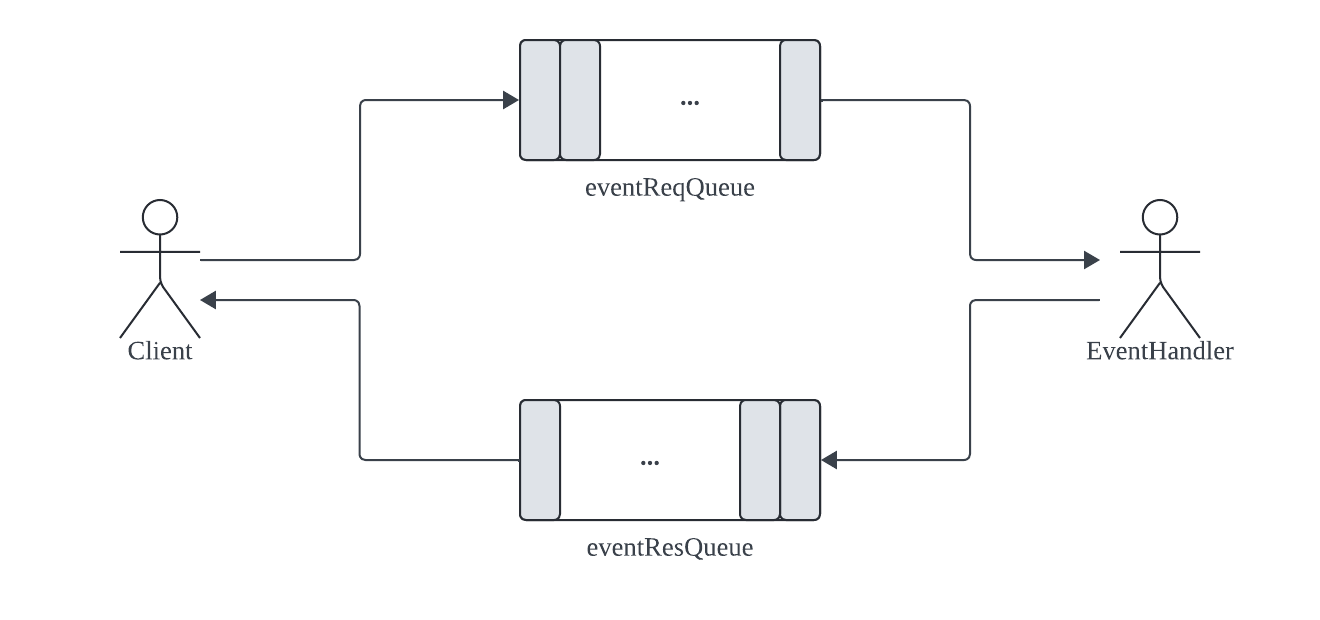 ...
eventReqQueue
Client
EventHandler
...
eventResQueue